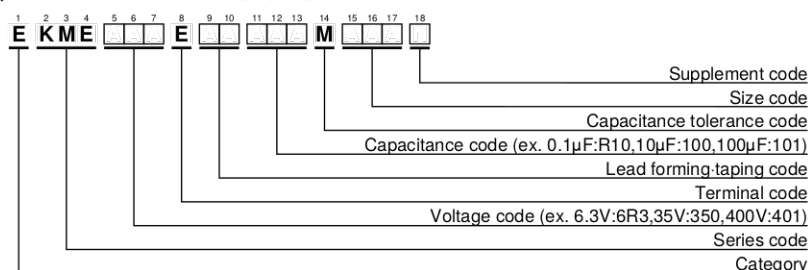 1 2 3 4 5 6 7 8 9 10 11 12 13 14 15 16 17 18
E KME E M
Supplement code
Size code
Capacitance tolerance code
Capacitance code (ex. 0.1μF:R10,10μF:100,100μF:101)
Lead forming·taping code
Terminal code
Voltage code (ex. 6.3V:6R3,35V:350,400V:401)
Series code
Category